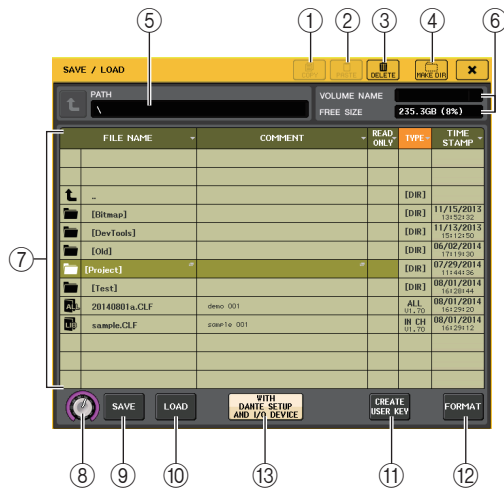 ⑤ ① ② ③ ④ ⑥
SAVE / LOAD
COPY PASTE DELETE MAKE DIR ×
PATH
\
VOLUME NAME
FREE SIZE 235.3GB (8%)
FILE NAME COMMENT READ ONLY TYPE TIME STAMP
.. [DIR]
[Bitmap] [DIR] 11/15/2013 13:52:32
[DevTools] [DIR] 11/13/2013 15:12:50
[Old] [DIR] 06/02/2014 17:19:30
[Project] [DIR] 07/29/2014 11:44:36
[Test] [DIR] 08/01/2014 16:28:44
ALL 20140801a.CLF demo 001 ALL V1.70 08/01/2014 16:29:20
LIB sample.CLF sample 001 IN CH V1.70 08/01/2014 16:29:12
⑦
SAVE LOAD WITH DANTE SETUP AND I/O DEVICE CREATE USER KEY FORMAT
⑧ ⑨ ⑩ ⑬ ⑪ ⑫